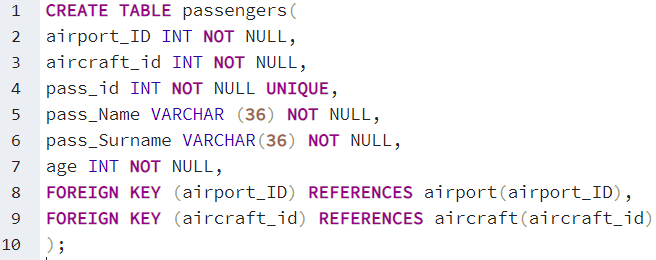 1 CREATE TABLE passengers(
2 airport_ID INT NOT NULL,
3 aircraft_id INT NOT NULL,
4 pass_id INT NOT NULL UNIQUE,
5 pass_Name VARCHAR (36) NOT NULL,
6 pass_Surname VARCHAR(36) NOT NULL,
7 age INT NOT NULL,
8 FOREIGN KEY (airport_ID) REFERENCES airport(airport_ID),
9 FOREIGN KEY (aircraft_id) REFERENCES aircraft(aircraft_id)
10 );